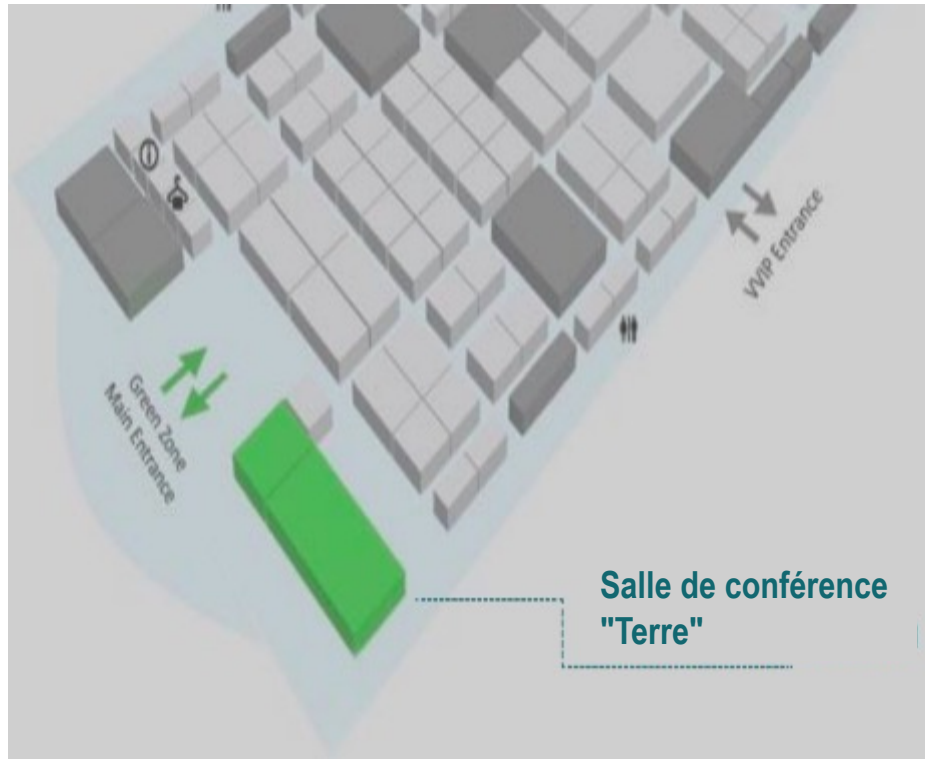 VVIP Entrance
Green Zone
Main Entrance
Salle de conférence
"Terre"